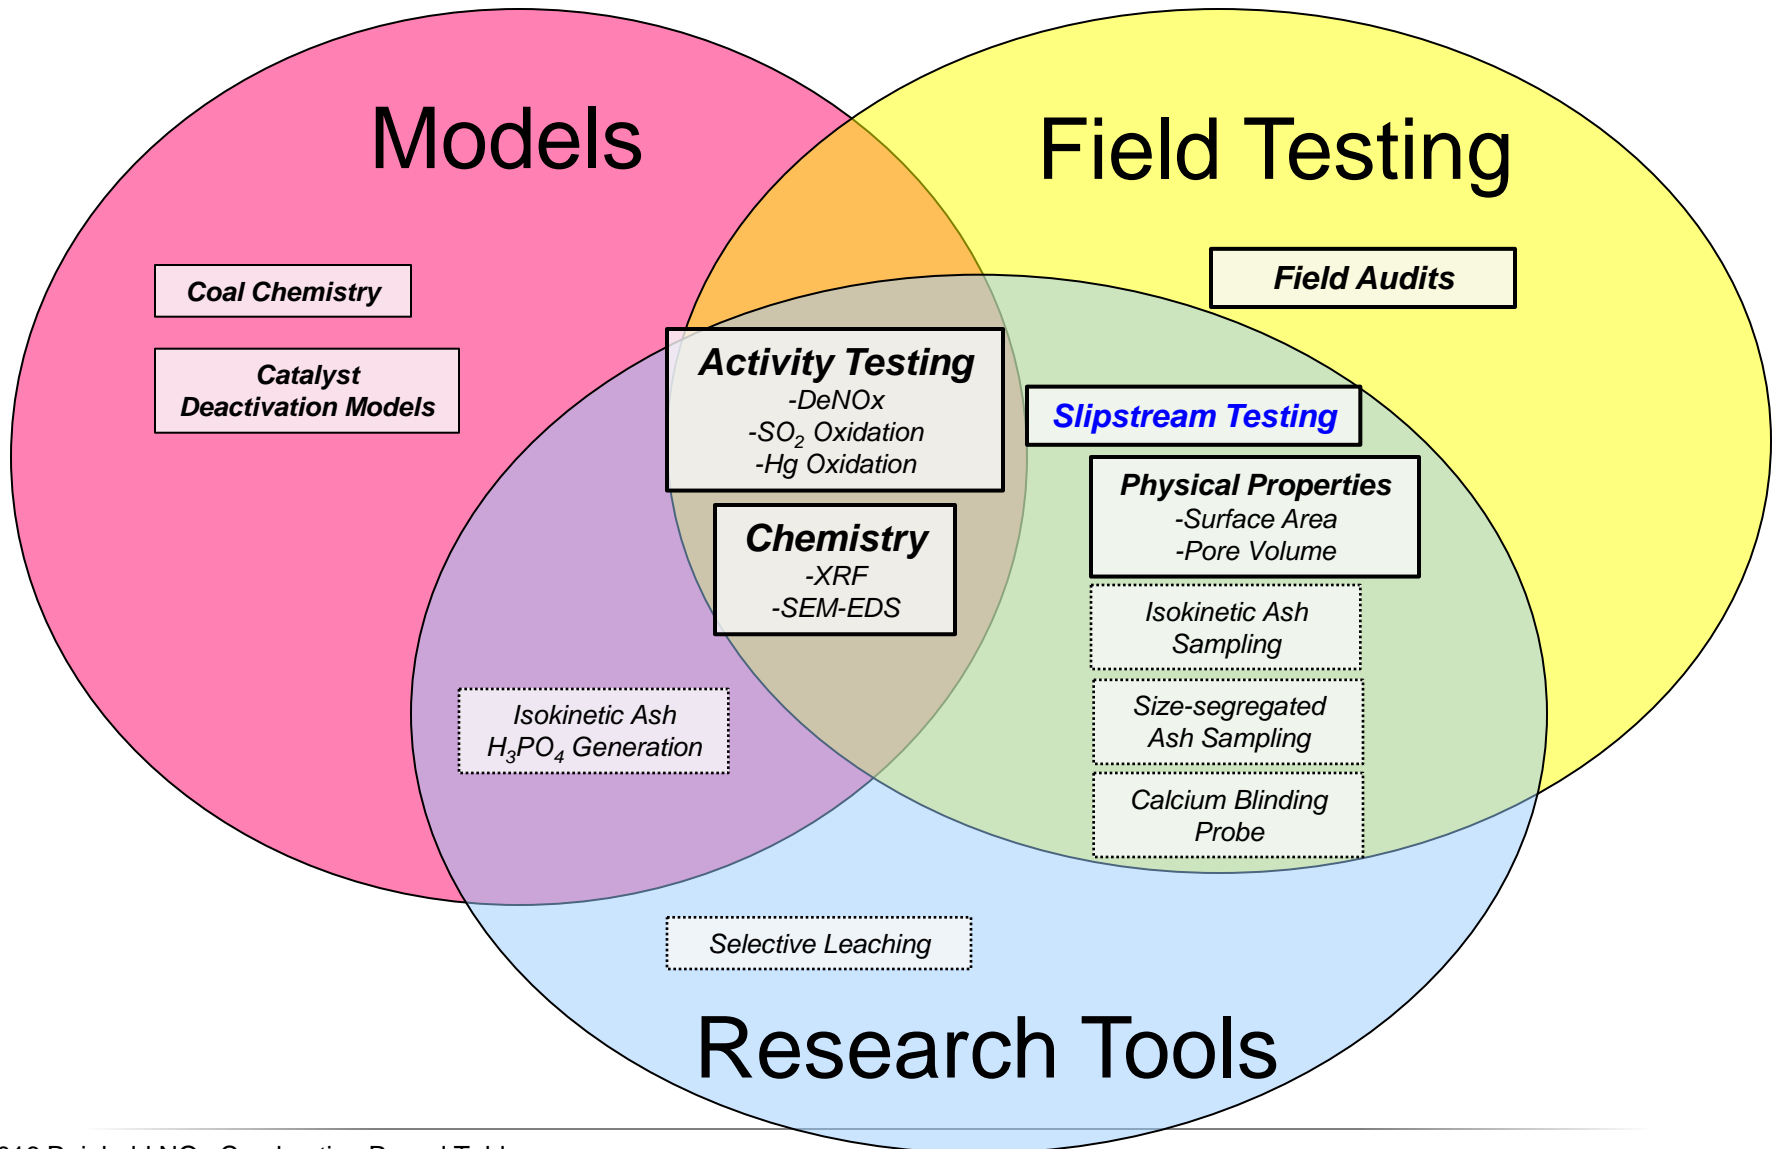 Models
Field Testing
Coal Chemistry
Field Audits
Catalyst
Deactivation Models
Activity Testing
-DeNOx
-SO₂ Oxidation
-Hg Oxidation
Slipstream Testing
Physical Properties
-Surface Area
-Pore Volume
Chemistry
-XRF
-SEM-EDS
Isokinetic Ash
Sampling
Isokinetic Ash
H₃PO₄ Generation
Size-segregated
Ash Sampling
Calcium Blinding
Probe
Selective Leaching
Research Tools